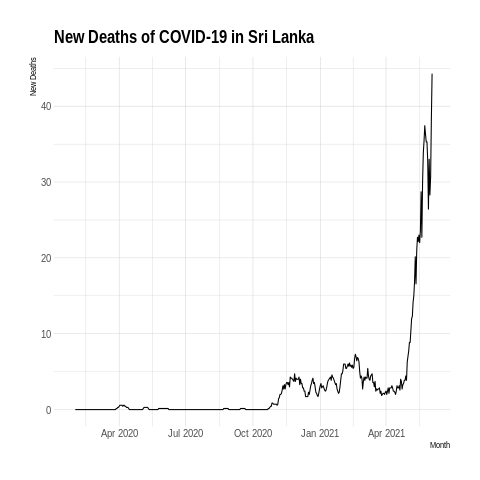 New Deaths of COVID-19 in Sri Lanka
New Deaths
40
30
20
10
0
Apr 2020 Jul 2020 Oct 2020 Jan 2021 Apr 2021
Month